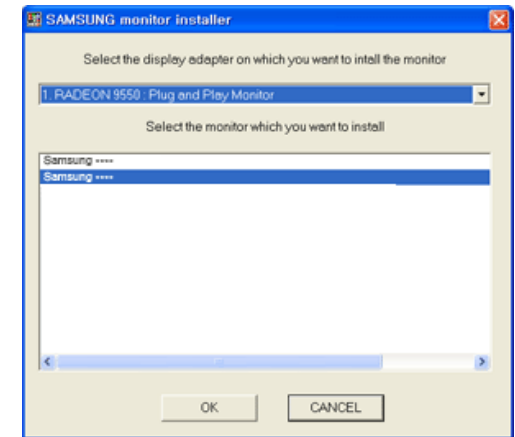 SAMSUNG monitor installer
Select the display adapter on which you want to intall the monitor
1. RADEON 9550 : Plug and Play Monitor
Select the monitor which you want to install
Samsung ----
Samsung ----
OK
CANCEL